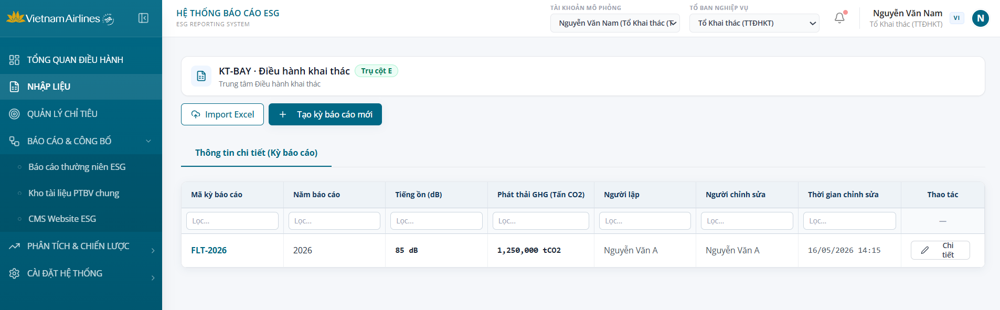 Vietnam Airlines
HỆ THỐNG BÁO CÁO ESG
ESG REPORTING SYSTEM
TÀI KHOẢN MÔ PHỎNG
Nguyễn Văn Nam (Tổ Khai thác (T
TỔ BAN NGHIỆP VỤ
Tổ Khai thác (TTĐHKT)
Nguyễn Văn Nam
Tổ Khai thác (TTĐHKT)
VI
N
TỔNG QUAN ĐIỀU HÀNH
NHẬP LIỆU
QUẢN LÝ CHỈ TIÊU
BÁO CÁO & CÔNG BỐ
Báo cáo thường niên ESG
Kho tài liệu PTBV chung
CMS Website ESG
PHÂN TÍCH & CHIẾN LƯỢC
CÀI ĐẶT HỆ THỐNG
KT-BAY · Điều hành khai thác Trụ cột E
Trung tâm Điều hành khai thác
Import Excel
+ Tạo kỳ báo cáo mới
Thông tin chi tiết (Kỳ báo cáo)
Mã kỳ báo cáo Năm báo cáo Tiếng ồn (dB) Phát thải GHG (Tấn CO2) Người lập Người chỉnh sửa Thời gian chỉnh sửa Thao tác
Lọc... Lọc... Lọc... Lọc... Lọc... Lọc... Lọc... —
FLT-2026 2026 85 dB 1,250,000 tCO2 Nguyễn Văn A Nguyễn Văn A 16/05/2026 14:15 Chi
tiết